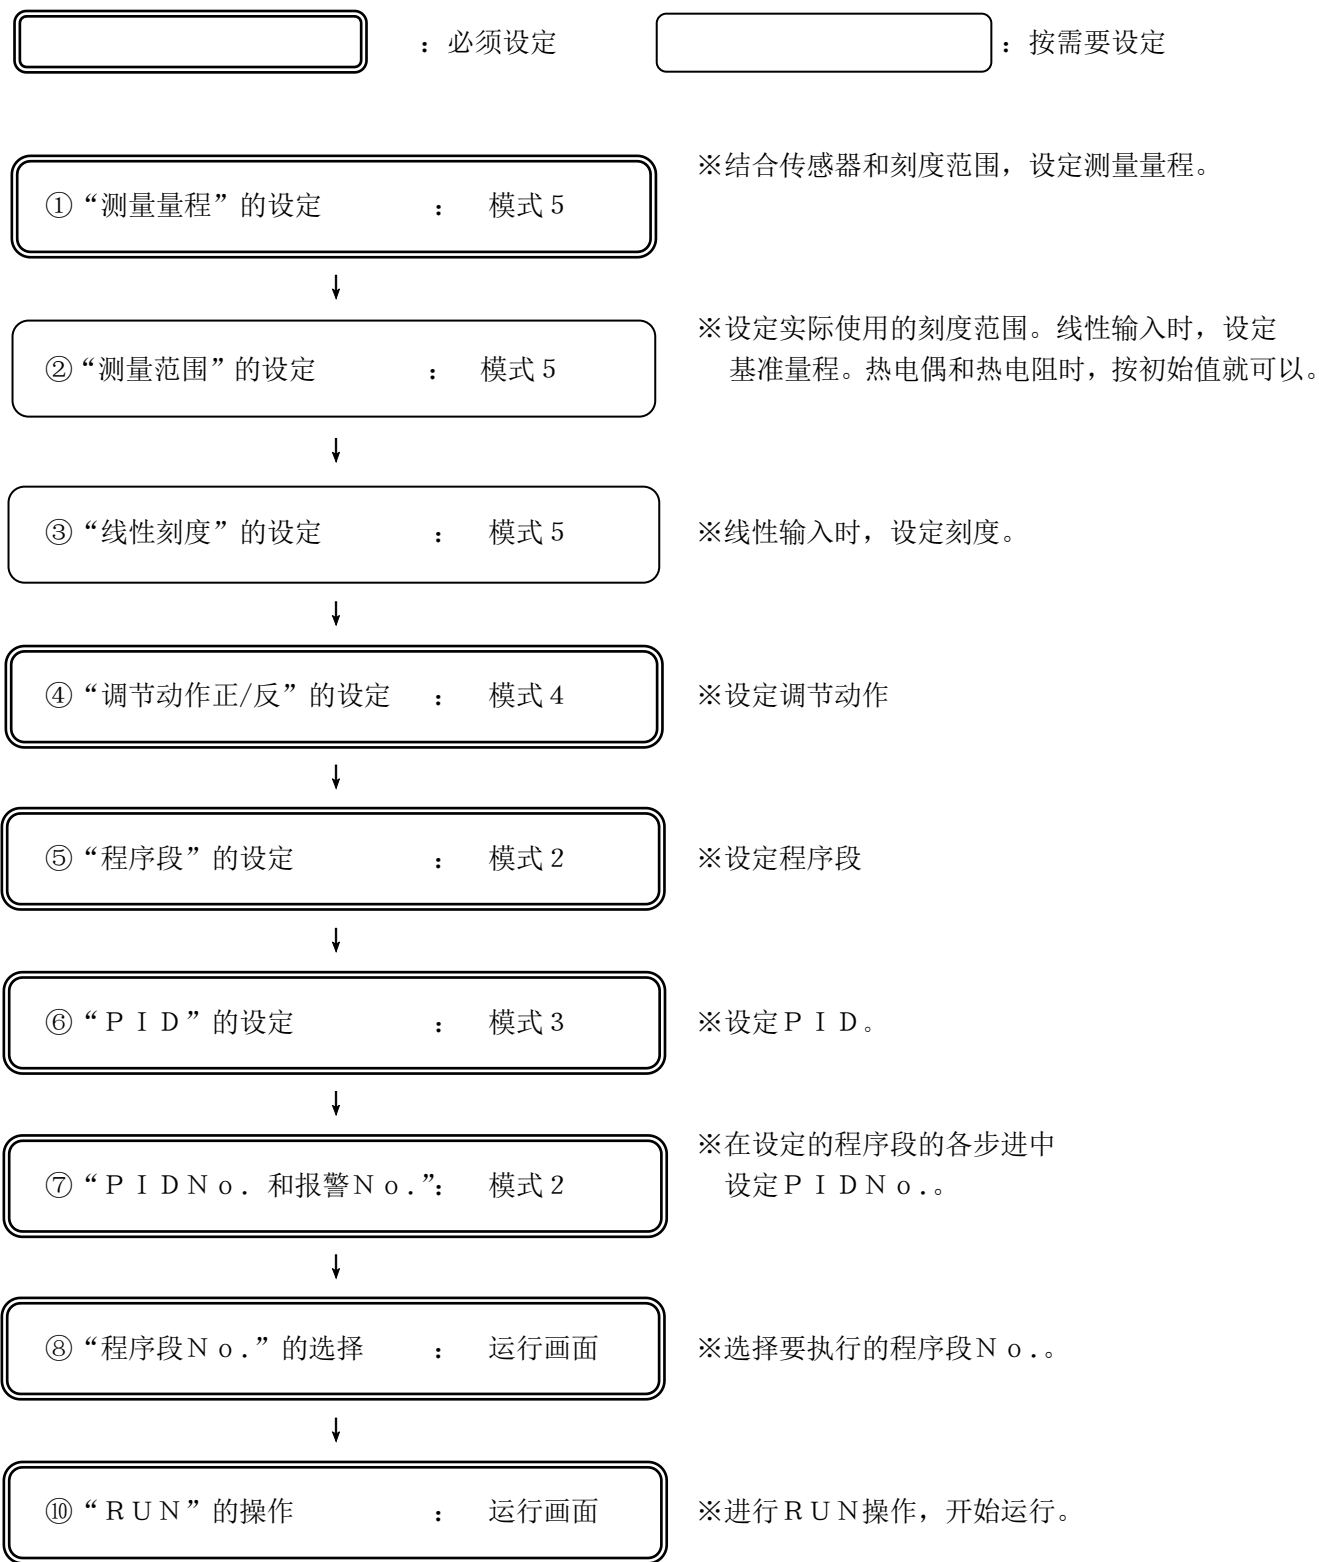 ：必须设定
：按需要设定
①“测量量程”的设定 ： 模式5
※结合传感器和刻度范围，设定测量量程。
↓
②“测量范围”的设定 ： 模式5
※设定实际使用的刻度范围。线性输入时，设定
基准量程。热电偶和热电阻时，按初始值就可以。
↓
③“线性刻度”的设定 ： 模式5
※线性输入时，设定刻度。
↓
④“调节动作正/反”的设定 ： 模式4
※设定调节动作
↓
⑤“程序段”的设定 ： 模式2
※设定程序段
↓
⑥“ＰＩＤ”的设定 ： 模式3
※设定ＰＩＤ。
↓
⑦“ＰＩＤＮｏ．和报警Ｎｏ．”： 模式2
※在设定的程序段的各步进中
设定ＰＩＤＮｏ．。
↓
⑧“程序段Ｎｏ．”的选择 ： 运行画面
※选择要执行的程序段Ｎｏ．。
↓
⑩“ＲＵＮ”的操作 ： 运行画面
※进行ＲＵＮ操作，开始运行。